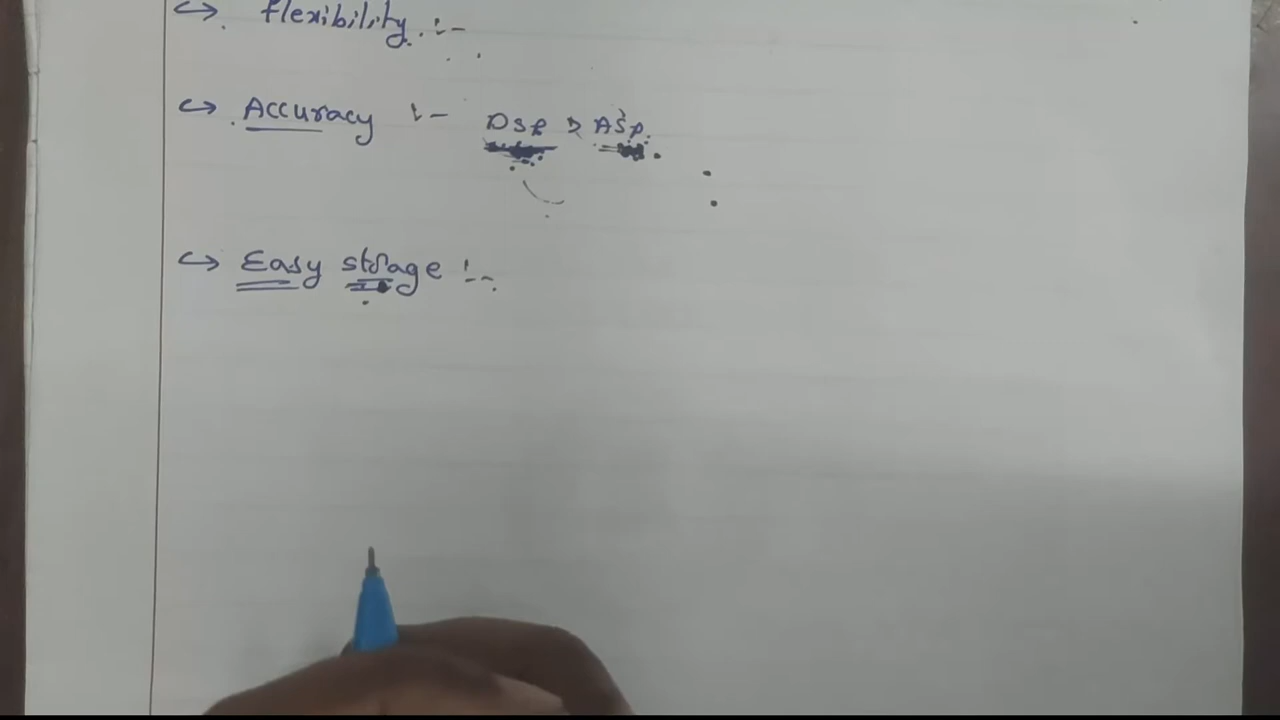 ↪ flexibility :-
↪ Accuracy :- DSP > ASP.
↪ Easy storage :-